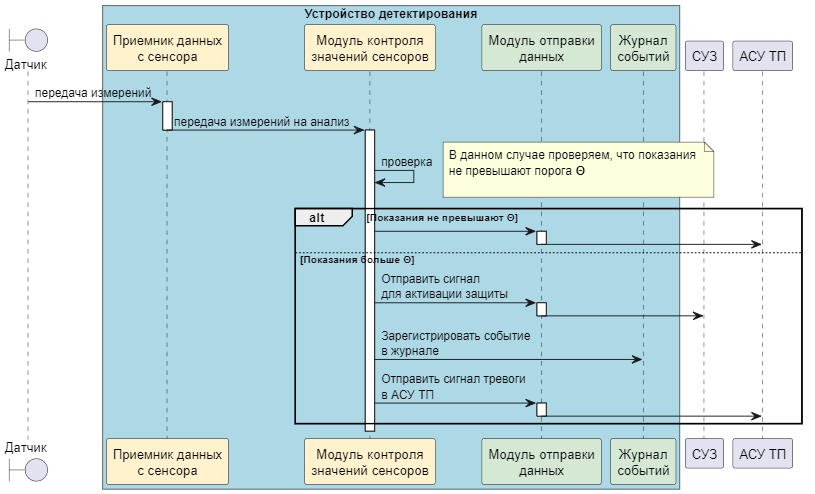 Устройство детектирования
Датчик
Приемник данных
с сенсора
Модуль контроля
значений сенсоров
Модуль отправки
данных
Журнал
событий
СУЗ
АСУ ТП
передача измерений
передача измерений на анализ
проверка
В данном случае проверяем, что показания
не превышают порога Θ
alt
[Показания не превышают Θ]
[Показания больше Θ]
Отправить сигнал
для активации защиты
Зарегистрировать событие
в журнале
Отправить сигнал тревоги
в АСУ ТП
Датчик
Приемник данных
с сенсора
Модуль контроля
значений сенсоров
Модуль отправки
данных
Журнал
событий
СУЗ
АСУ ТП